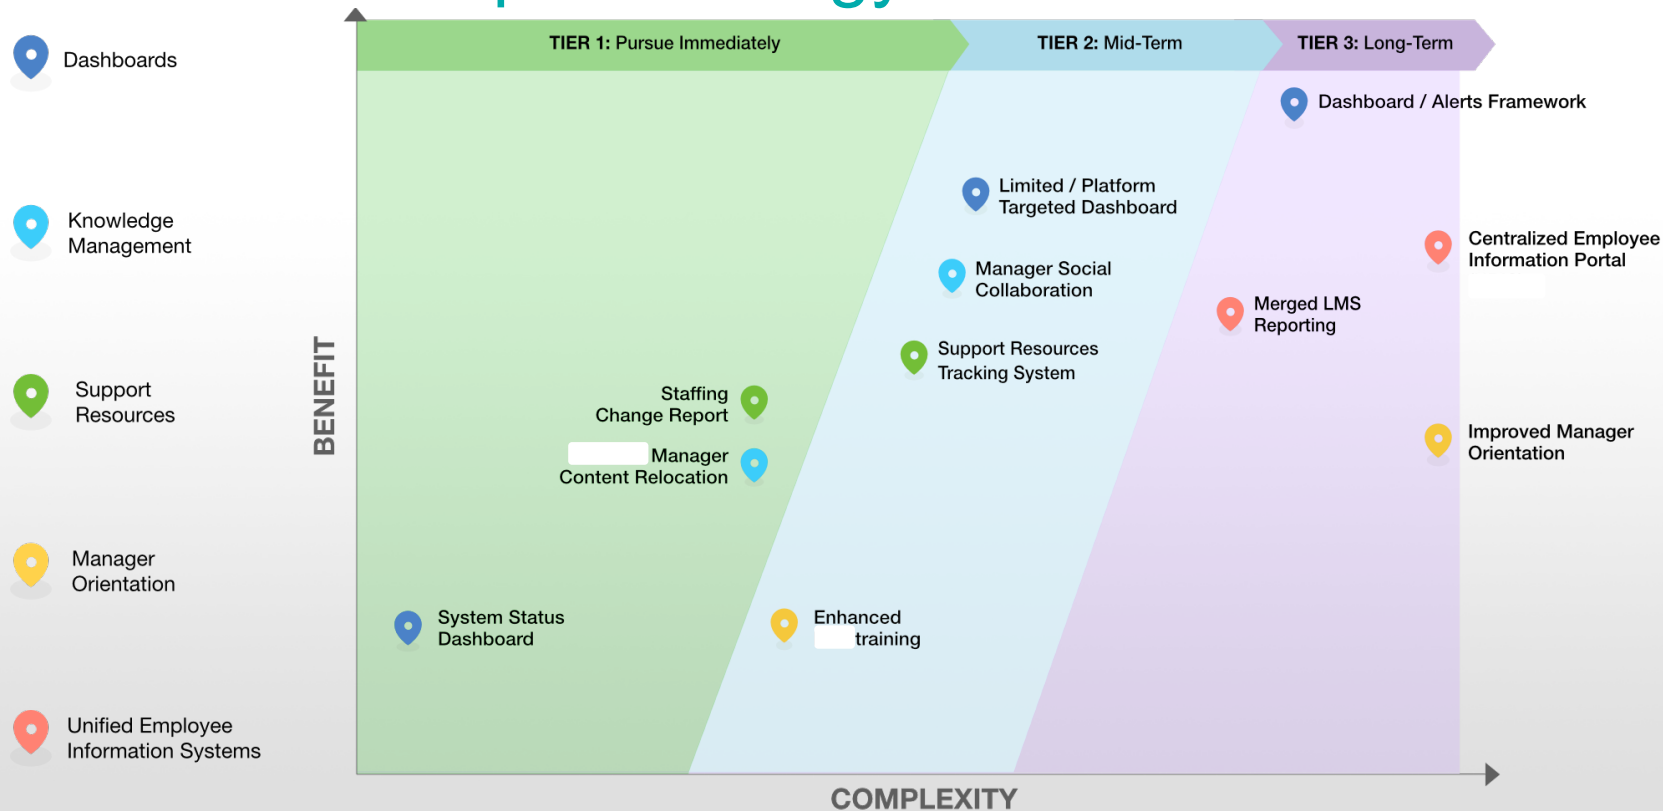 TIER 1: Pursue Immediately
TIER 2: Mid-Term
TIER 3: Long-Term
Dashboards
Knowledge
Management
Support
Resources
Manager
Orientation
Unified Employee
Information Systems
BENEFIT
Dashboard / Alerts Framework
Limited / Platform
Targeted Dashboard
Centralized Employee
Information Portal
Manager Social
Collaboration
Merged LMS
Reporting
Support Resources
Tracking System
Staffing
Change Report
Manager
Content Relocation
Improved Manager
Orientation
System Status
Dashboard
Enhanced
training
COMPLEXITY